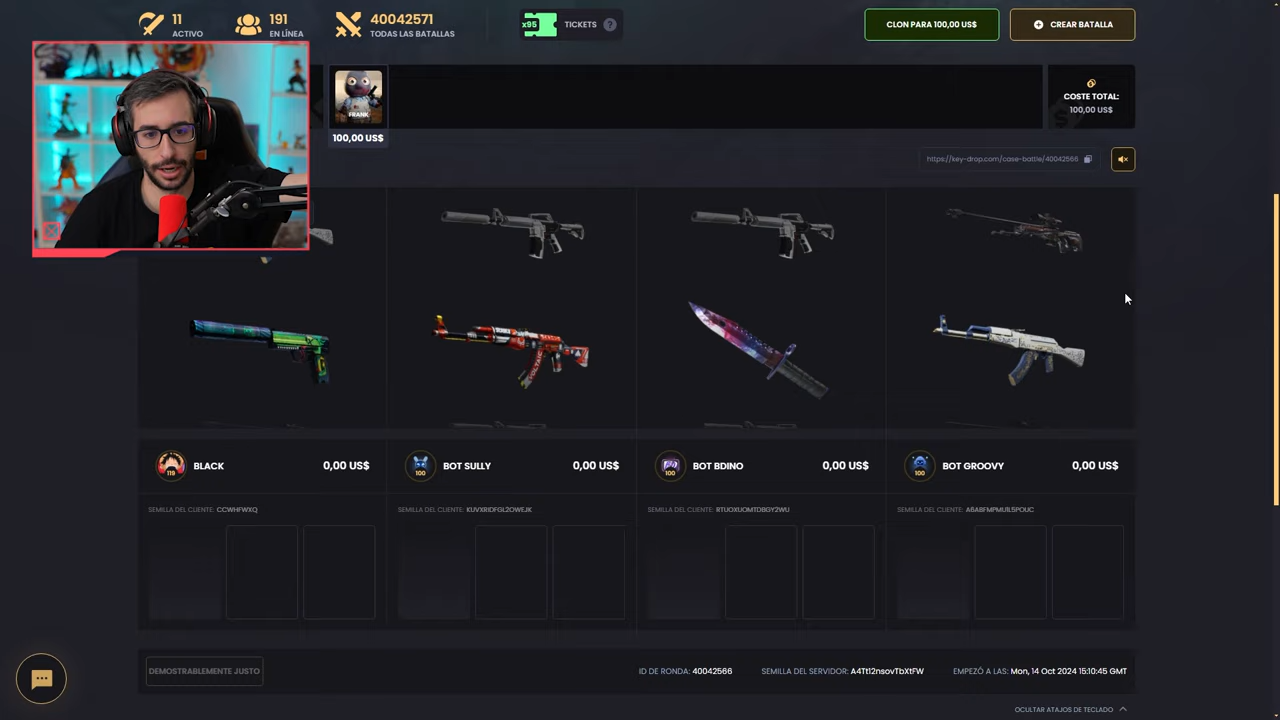 11
ACTIVO
191
EN LÍNEA
40042571
TODAS LAS BATALLAS
x95
TICKETS ?
CLON PARA 100,00 US$
CREAR BATALLA
FRANK
100,00 US$
COSTE TOTAL:
100,00 US$
https://key-drop.com/case-battle/40042566
119 BLACK 0,00 US$
100 BOT SULLY 0,00 US$
100 BOT BDINO 0,00 US$
100 BOT GROOVY 0,00 US$
SEMILLA DEL CLIENTE: CCWHFWXQ
SEMILLA DEL CLIENTE: KUVXRIDFGL2OWEJK
SEMILLA DEL CLIENTE: RTUOXUOMTDBGY2WU
SEMILLA DEL CLIENTE:
DEMOSTRABLEMENTE JUSTO
ID DE RONDA: 40042566
SEMILLA DEL SERVIDOR: A4Tt12nsovTbXtFW
EMPEZÓ A LAS: Mon, 14 Oct 2024 15:10:45 GMT
OCULTAR ATAJOS DE TECLADO